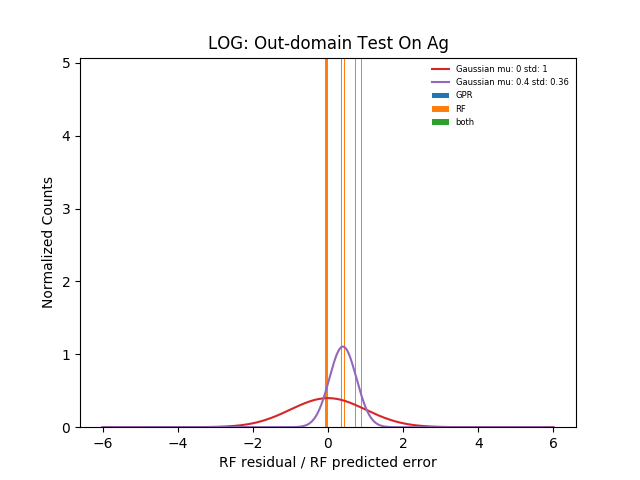 LOG: Out-domain Test On Ag
Gaussian mu: 0 std: 1
Gaussian mu: 0.4 std: 0.36
GPR
RF
both
Normalized Counts
5
4
3
2
1
0
−6
−4
−2
0
2
4
6
RF residual / RF predicted error